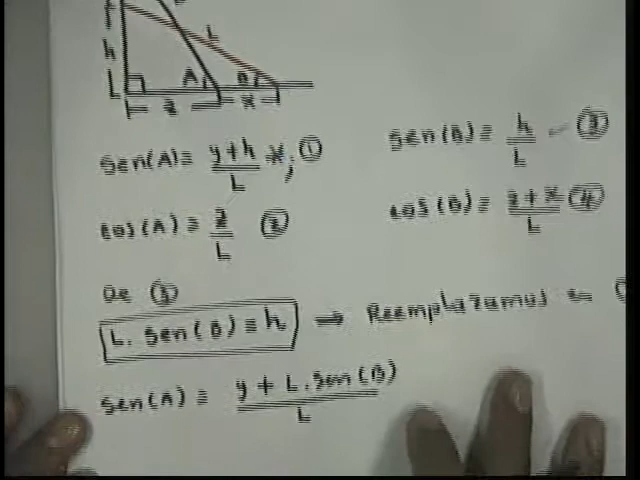 L
h
A
B
z
x
Sen(A) = y+h / L ; ①
Sen(B) = h / L ③
Cos(A) = z / L ②
Cos(B) = z+x / L ④
De ③
L . Sen(B) = h ⇒ Reemplazamos en
Sen(A) = y + L . Sen(B) / L